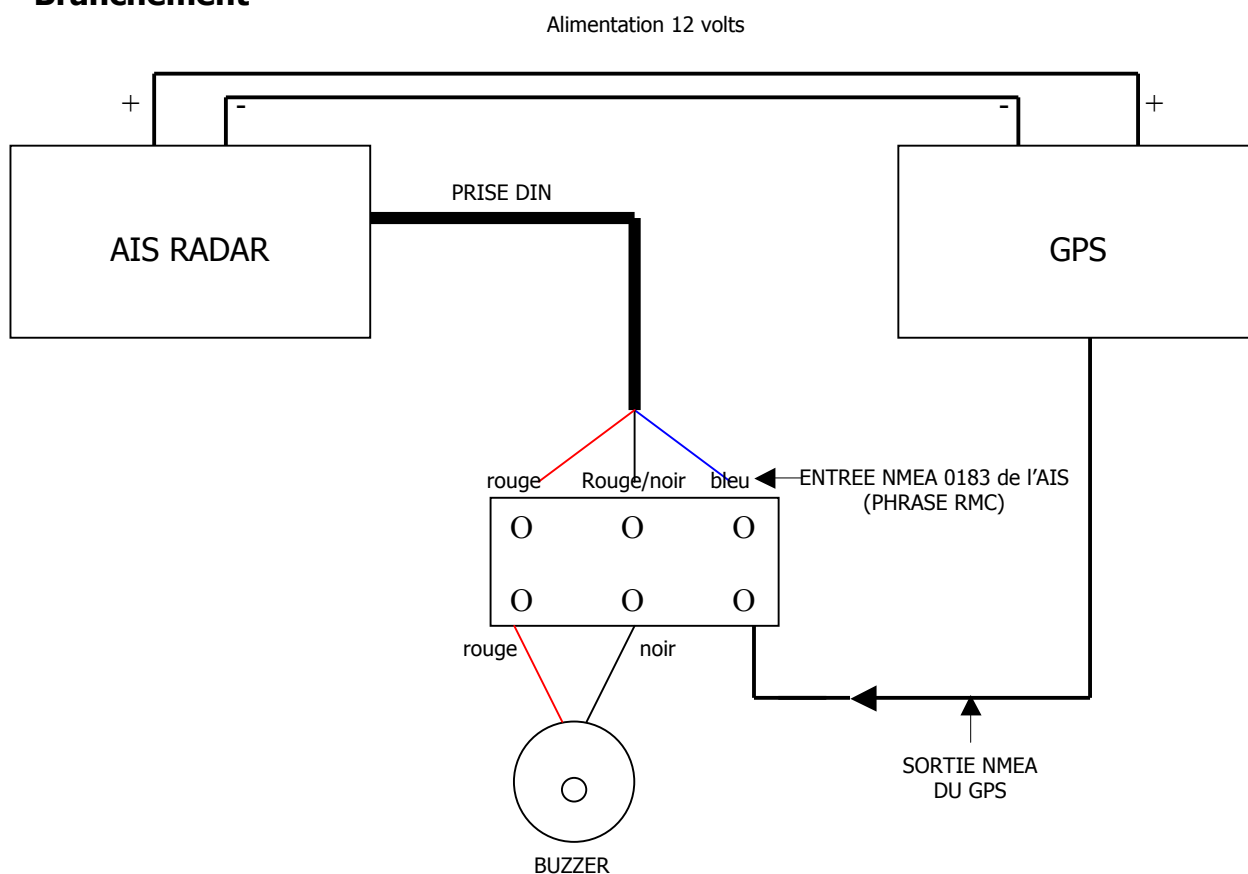 Branchement
Alimentation 12 volts
+
-
-
+
PRISE DIN
AIS RADAR
GPS
rouge
Rouge/noir
bleu
ENTREE NMEA 0183 de l’AIS
(PHRASE RMC)
O O O
O O O
rouge
noir
SORTIE NMEA
DU GPS
BUZZER